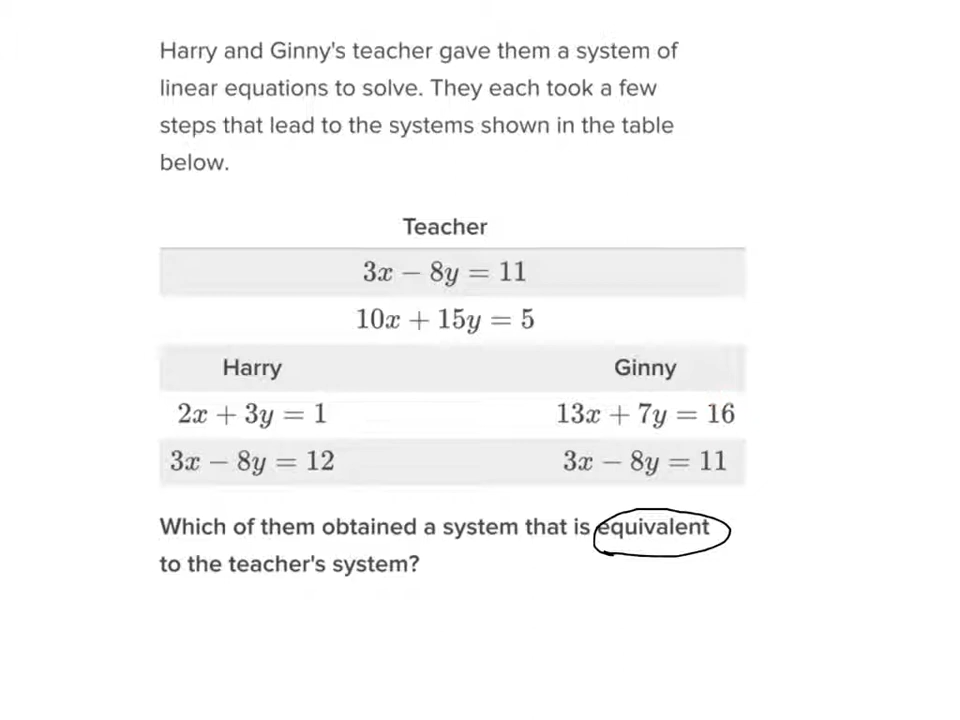 Harry and Ginny's teacher gave them a system of
linear equations to solve. They each took a few
steps that lead to the systems shown in the table
below.
Teacher
3x − 8y = 11
10x + 15y = 5
Harry Ginny
2x + 3y = 1 13x + 7y = 16
3x − 8y = 12 3x − 8y = 11
Which of them obtained a system that is equivalent
to the teacher's system?